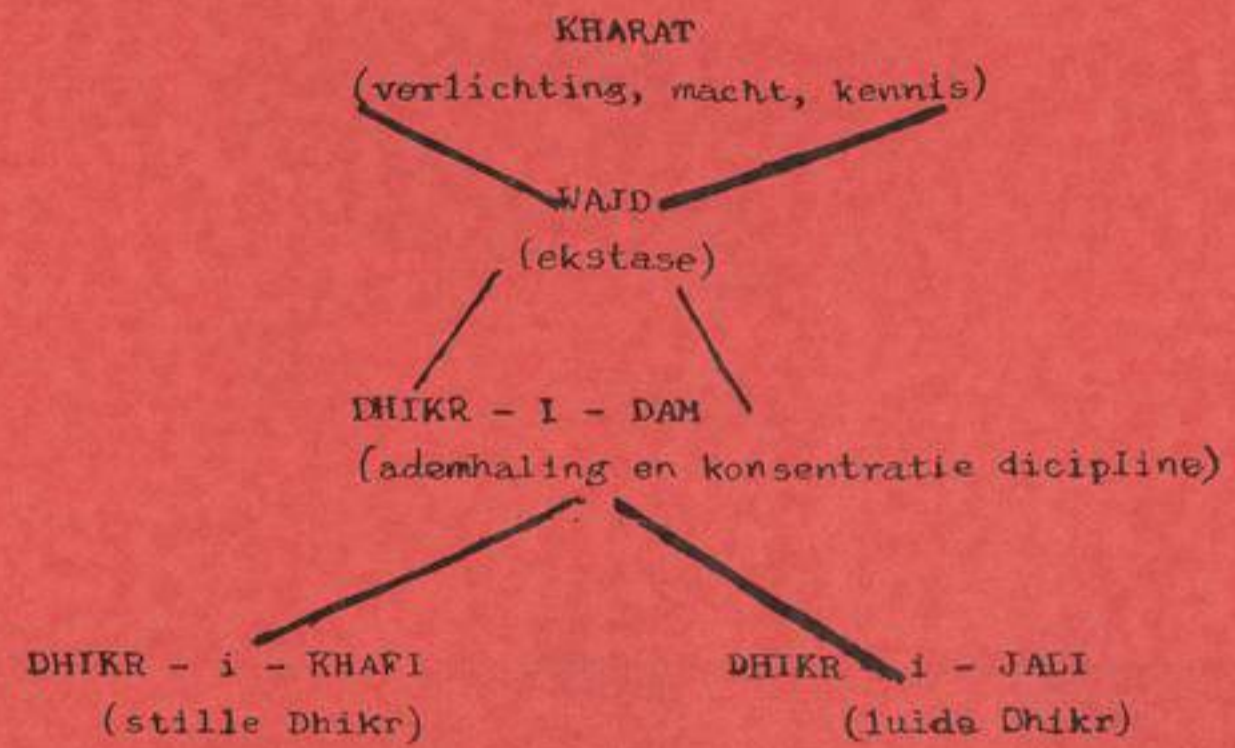 KHARAT
(verlichting, macht, kennis)
WAJD
(ekstase)
DHIKR - I - DAM
(ademhaling en konsentratie dicipline)
DHIKR - i - KHAFI
(stille Dhikr)
DHIKR i - JALI
(luide Dhikr)